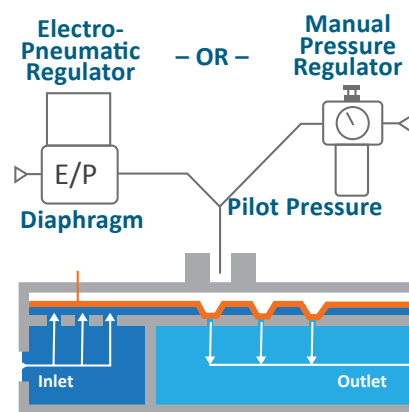 Electro-
Pneumatic
Regulator
– OR –
Manual
Pressure
Regulator
E/P
Diaphragm
Pilot Pressure
Inlet
Outlet